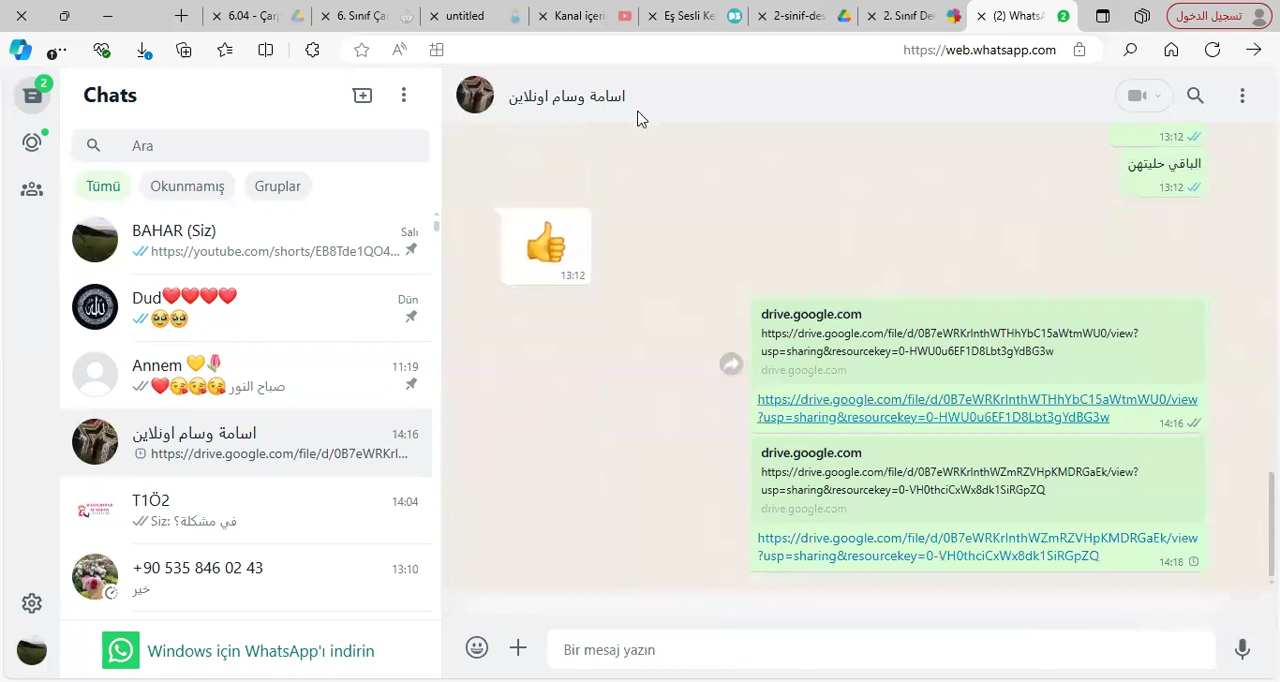 6.04 - Çarp
6. Sınıf Çar
untitled
Kanal içeri
Eş Sesli Ke
2-sinif-des
2. Sınıf De
(2) WhatsA
2
تسجيل الدخول
https://web.whatsapp.com
2
Chats
Ara
Tümü
Okunmamış
Gruplar
BAHAR (Siz)
Salı
https://youtube.com/shorts/EB8Tde1QO4...
Dud❤️❤️❤️❤️
Dün
🥹🥹
Annem 💛🌷
11:19
صباح النور 😘😘😘❤️
اسامة وسام اونلاين
14:16
https://drive.google.com/file/d/0B7eWRKrl...
T1Ö2
14:04
Siz: في مشكلة؟
+90 535 846 02 43
13:10
خير
Windows için WhatsApp'ı indirin
اسامة وسام اونلاين
13:12
الباقي حليتهن
13:12
👍
13:12
drive.google.com
https://drive.google.com/file/d/0B7eWRKrlnthWTHhYbC15aWtmWU0/view?
usp=sharing&resourcekey=0-HWU0u6EF1D8Lbt3gYdBG3w
drive.google.com
https://drive.google.com/file/d/0B7eWRKrlnthWTHhYbC15aWtmWU0/view
?usp=sharing&resourcekey=0-HWU0u6EF1D8Lbt3gYdBG3w
14:16
drive.google.com
https://drive.google.com/file/d/0B7eWRKrlnthWZmRZVHpKMDRGaEk/view?
usp=sharing&resourcekey=0-VH0thciCxWx8dk1SiRGpZQ
drive.google.com
https://drive.google.com/file/d/0B7eWRKrlnthWZmRZVHpKMDRGaEk/view
?usp=sharing&resourcekey=0-VH0thciCxWx8dk1SiRGpZQ
14:18
Bir mesaj yazın